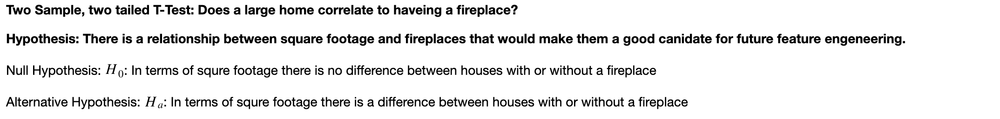 Two Sample, two tailed T-Test: Does a large home correlate to haveing a fireplace?
Hypothesis: There is a relationship between square footage and fireplaces that would make them a good canidate for future feature engeneering.
Null Hypothesis: H₀: In terms of squre footage there is no difference between houses with or without a fireplace
Alternative Hypothesis: Hₐ: In terms of squre footage there is a difference between houses with or without a fireplace